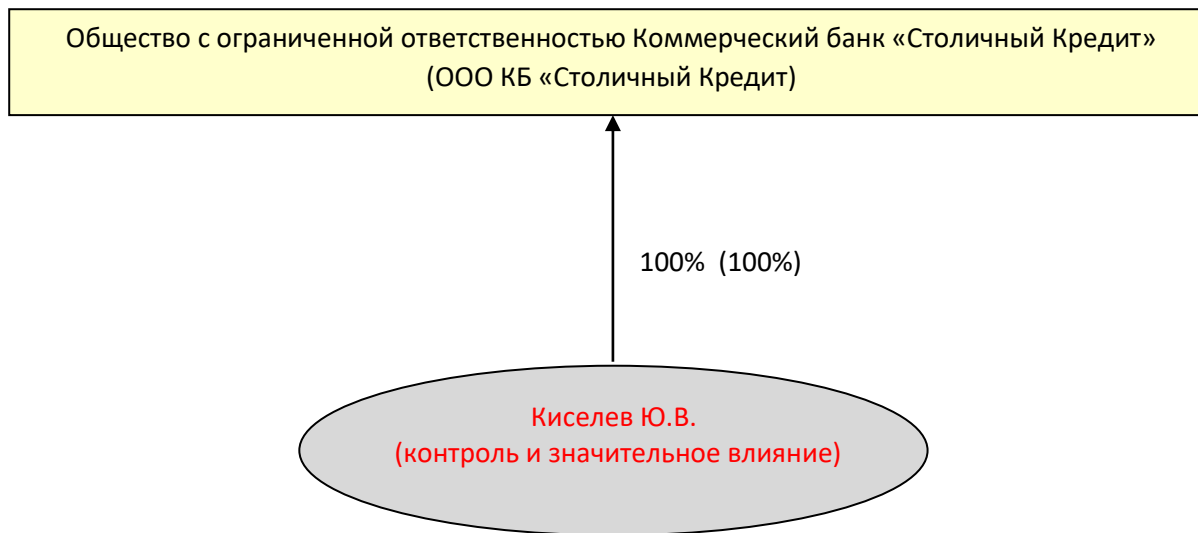 Общество с ограниченной ответственностью Коммерческий банк «Столичный Кредит»
(ООО КБ «Столичный Кредит)
100%  (100%)
Киселев Ю.В.
(контроль и значительное влияние)